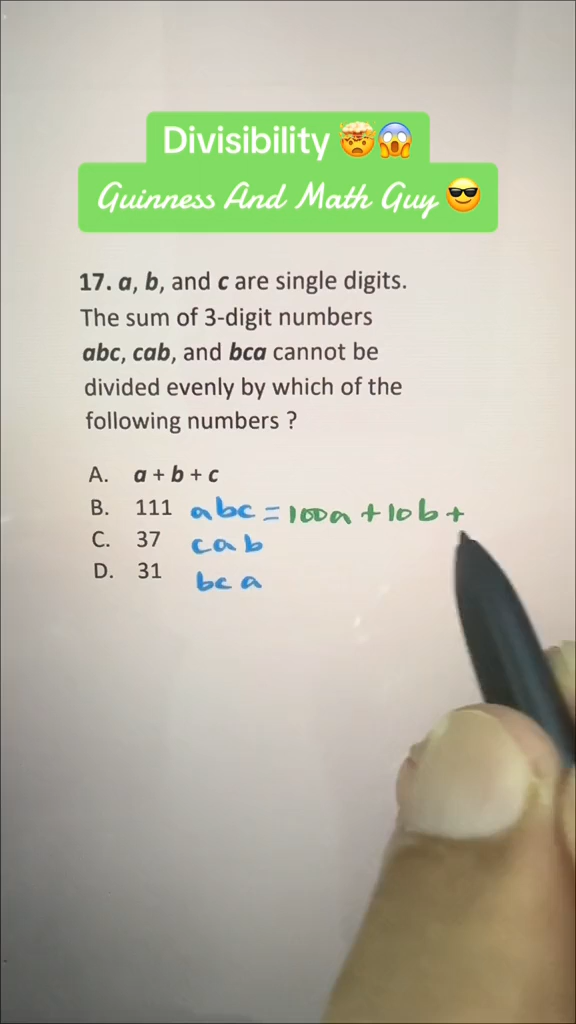 Divisibility 🤯😱
Guinness And Math Guy 😎
17. a, b, and c are single digits.
The sum of 3-digit numbers
abc, cab, and bca cannot be
divided evenly by which of the
following numbers ?
A. a + b + c
B. 111
C. 37
D. 31
abc = 100a + 10b +
cab
bca